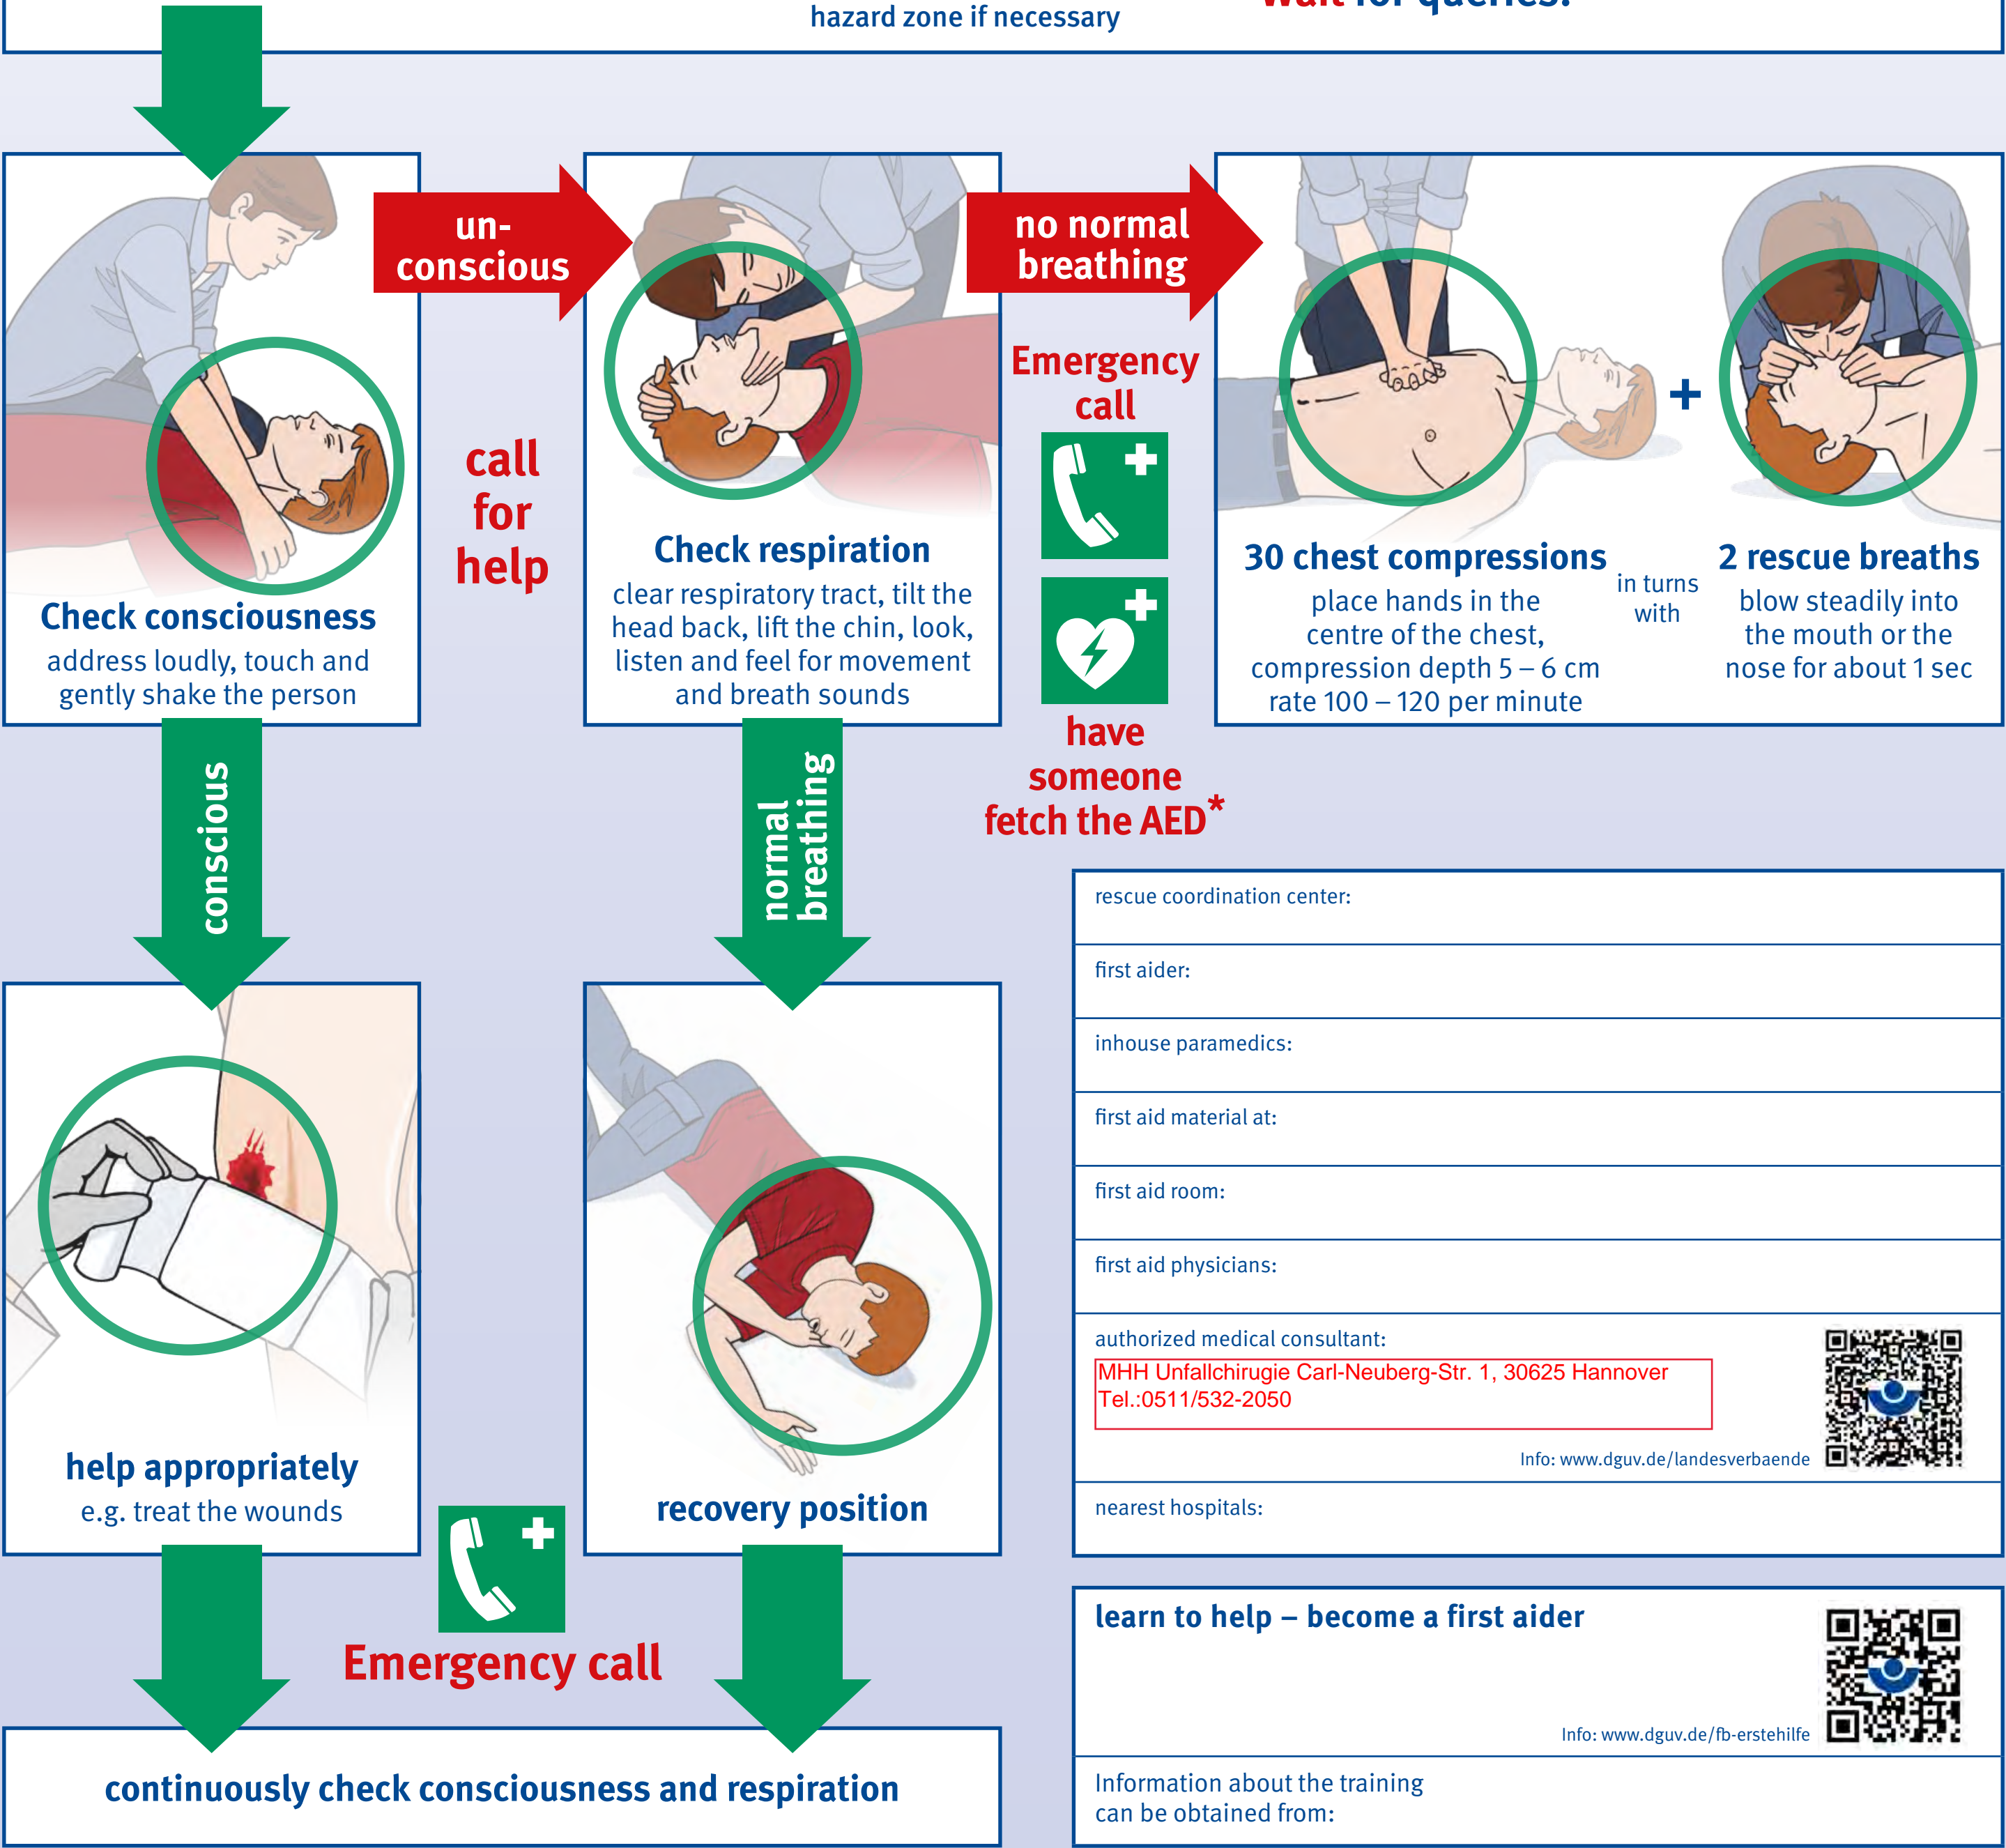 hazard zone if necessary
wait for queries!
un-
conscious
no normal
breathing
call
for
help
Emergency
call
Check consciousness
address loudly, touch and
gently shake the person
Check respiration
clear respiratory tract, tilt the
head back, lift the chin, look,
listen and feel for movement
and breath sounds
+
30 chest compressions
place hands in the
centre of the chest,
compression depth 5 – 6 cm
rate 100 – 120 per minute
in turns
with
2 rescue breaths
blow steadily into
the mouth or the
nose for about 1 sec
have
someone
fetch the AED*
conscious
normal
breathing
help appropriately
e.g. treat the wounds
recovery position
Emergency call
continuously check consciousness and respiration
rescue coordination center:
first aider:
inhouse paramedics:
first aid material at:
first aid room:
first aid physicians:
authorized medical consultant:
MHH Unfallchirugie Carl-Neuberg-Str. 1, 30625 Hannover
Tel.:0511/532-2050
Info: www.dguv.de/landesverbaende
nearest hospitals:
learn to help – become a first aider
Info: www.dguv.de/fb-erstehilfe
Information about the training
can be obtained from: